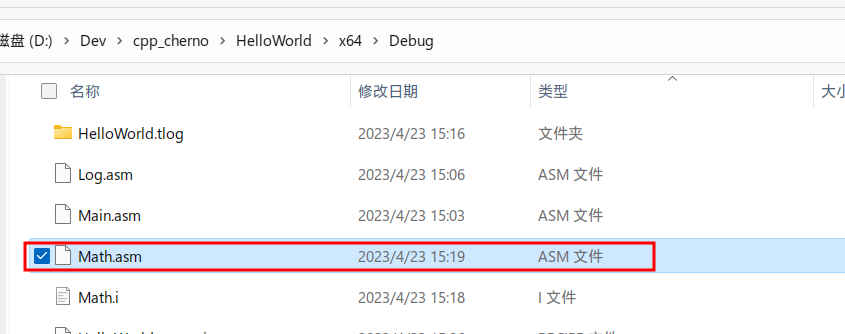 磁盘 (D:) > Dev > cpp_cherno > HelloWorld > x64 > Debug
名称 修改日期 类型 大小
HelloWorld.tlog 2023/4/23 15:16 文件夹
Log.asm 2023/4/23 15:06 ASM 文件
Main.asm 2023/4/23 15:03 ASM 文件
Math.asm 2023/4/23 15:19 ASM 文件
Math.i 2023/4/23 15:18 I 文件